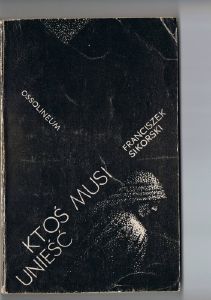 OSSOLINEUM
FRANCISZEK
SIKORSKI
KTOŚ MUSI
UNIEŚĆ